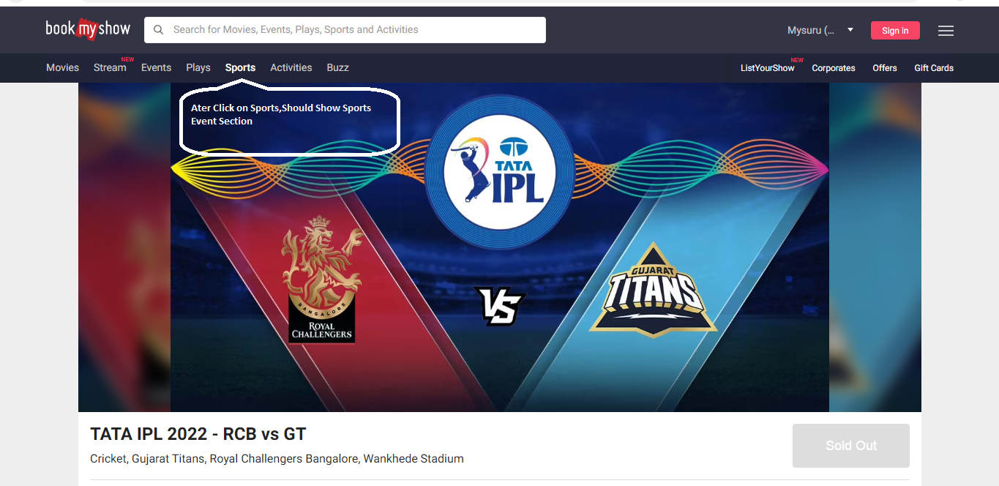 book my show
Search for Movies, Events, Plays, Sports and Activities
Mysuru (...
Sign in
Movies
Stream
NEW
Events
Plays
Sports
Activities
Buzz
ListYourShow
NEW
Corporates
Offers
Gift Cards
Ater Click on Sports,Should Show Sports
Event Section
TATA
IPL
BANGALORE
ROYAL
CHALLENGERS
VS
GUJARAT
TITANS
TATA IPL 2022 - RCB vs GT
Sold Out
Cricket, Gujarat Titans, Royal Challengers Bangalore, Wankhede Stadium